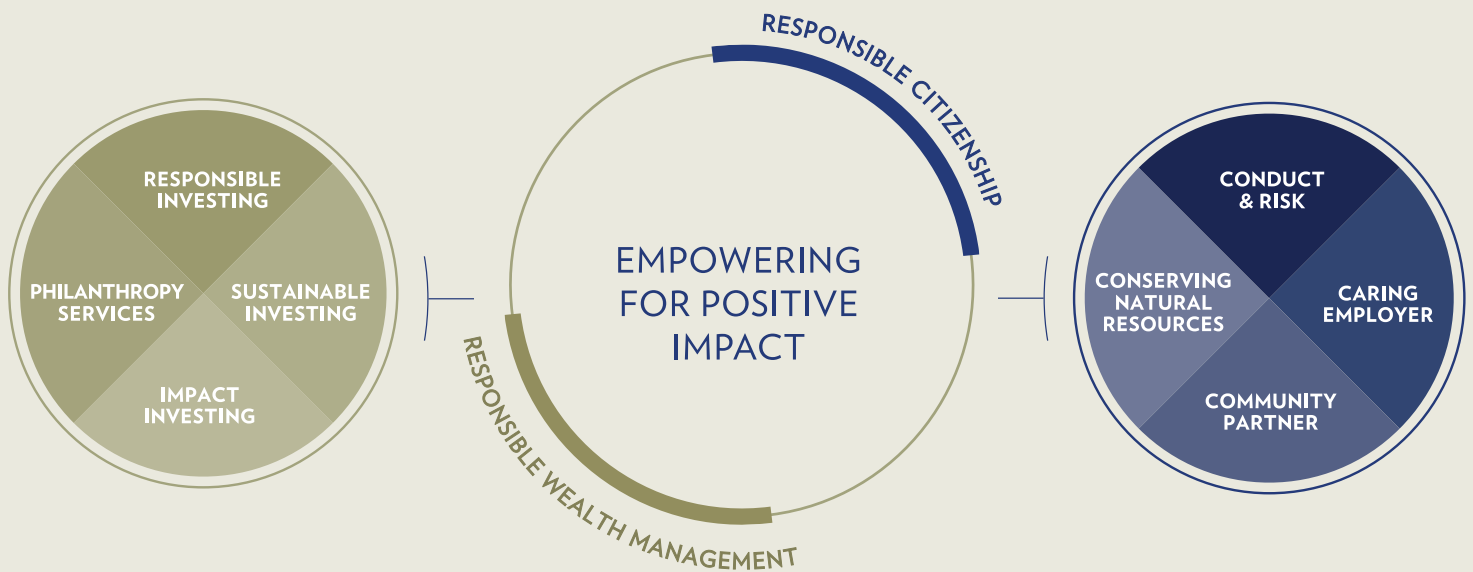 RESPONSIBLE
INVESTING
PHILANTHROPY
SERVICES
SUSTAINABLE
INVESTING
IMPACT
INVESTING
RESPONSIBLE CITIZENSHIP
EMPOWERING
FOR POSITIVE
IMPACT
RESPONSIBLE WEALTH MANAGEMENT
CONDUCT
& RISK
CONSERVING
NATURAL
RESOURCES
CARING
EMPLOYER
COMMUNITY
PARTNER